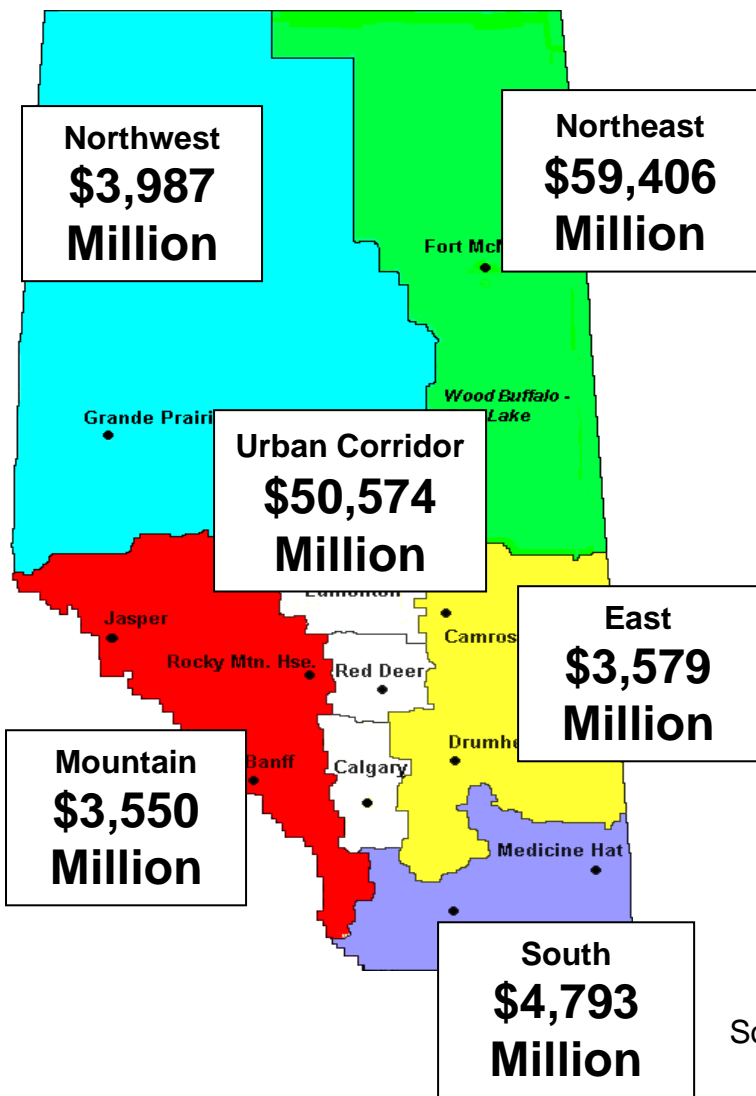 Northwest
$3,987
Million
Northeast
$59,406
Million
Fort McM
Wood Buffalo -
Lake
Grande Prairi
Urban Corridor
$50,574
Million
Edmonton
Jasper
Camros
Rocky Mtn. Hse.
Red Deer
East
$3,579
Million
Mountain
$3,550
Million
Banff
Calgary
Drumhe
Medicine Hat
South
$4,793
Million
So